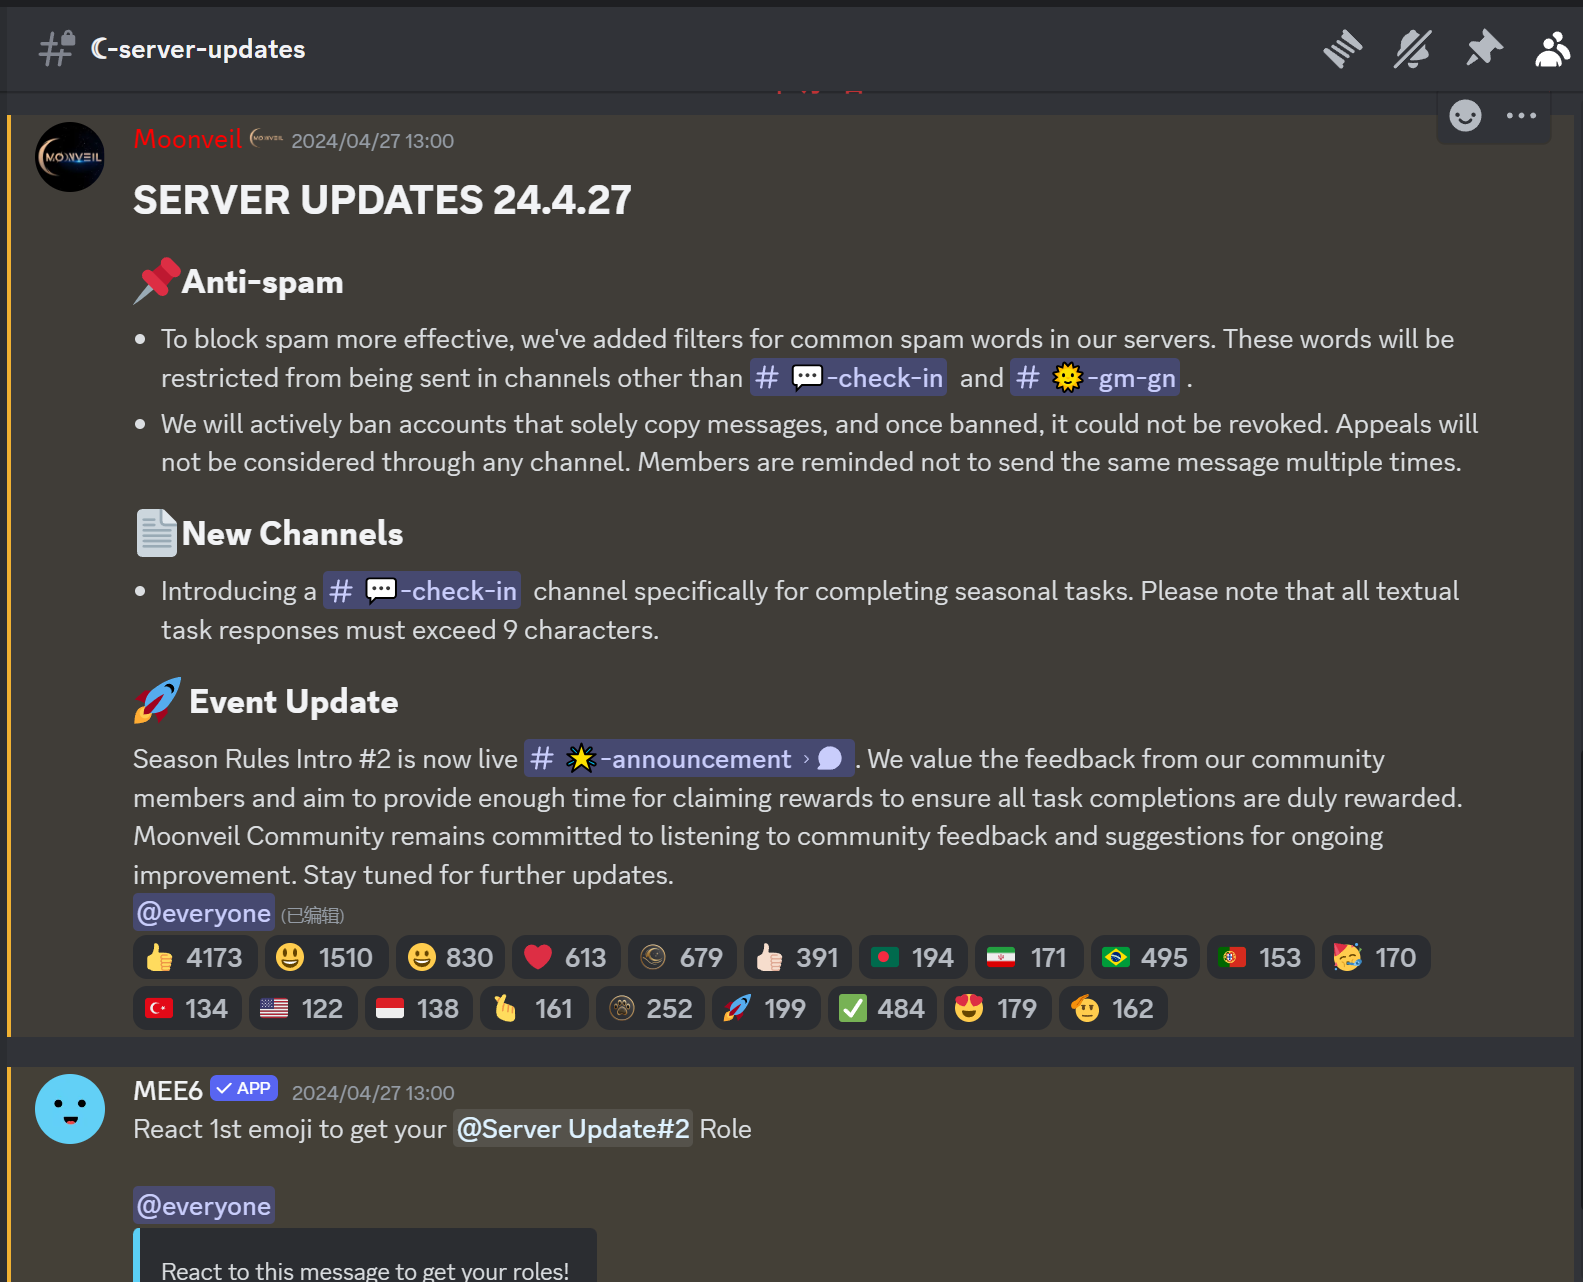 ☾-server-updates
MOONVEIL
Moonveil MOONVEIL 2024/04/27 13:00
SERVER UPDATES 24.4.27
📌Anti-spam
• To block spam more effective, we've added filters for common spam words in our servers. These words will be
restricted from being sent in channels other than # 💬-check-in and # 🌞-gm-gn .
• We will actively ban accounts that solely copy messages, and once banned, it could not be revoked. Appeals will
not be considered through any channel. Members are reminded not to send the same message multiple times.
📄New Channels
• Introducing a # 💬-check-in channel specifically for completing seasonal tasks. Please note that all textual
task responses must exceed 9 characters.
🚀 Event Update
Season Rules Intro #2 is now live # 🌟-announcement › 💬. We value the feedback from our community
members and aim to provide enough time for claiming rewards to ensure all task completions are duly rewarded.
Moonveil Community remains committed to listening to community feedback and suggestions for ongoing
improvement. Stay tuned for further updates.
@everyone (已编辑)
👍 4173 😃 1510 😀 830 ❤️ 613 679 👍🏻 391 🇧🇩 194 🇮🇷 171 🇧🇷 495 🇵🇹 153 🥳 170
🇹🇷 134 🇺🇸 122 🇮🇩 138 🫰 161 252 🚀 199 ✅ 484 😍 179 🫡 162
MEE6 ✓ APP 2024/04/27 13:00
React 1st emoji to get your @Server Update#2 Role
@everyone
React to this message to get your roles!